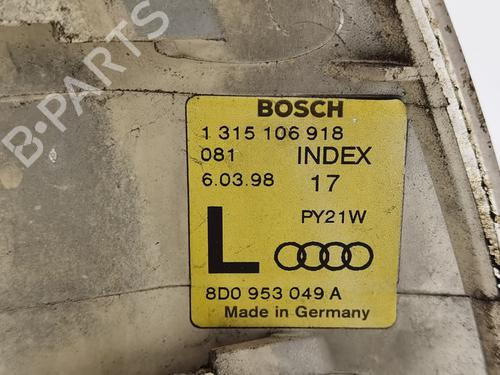 BOSCH
1 315 106 918
081 INDEX
6.03.98 17
PY21W
L
8D0 953 049 A
Made in Germany
B-PARTS